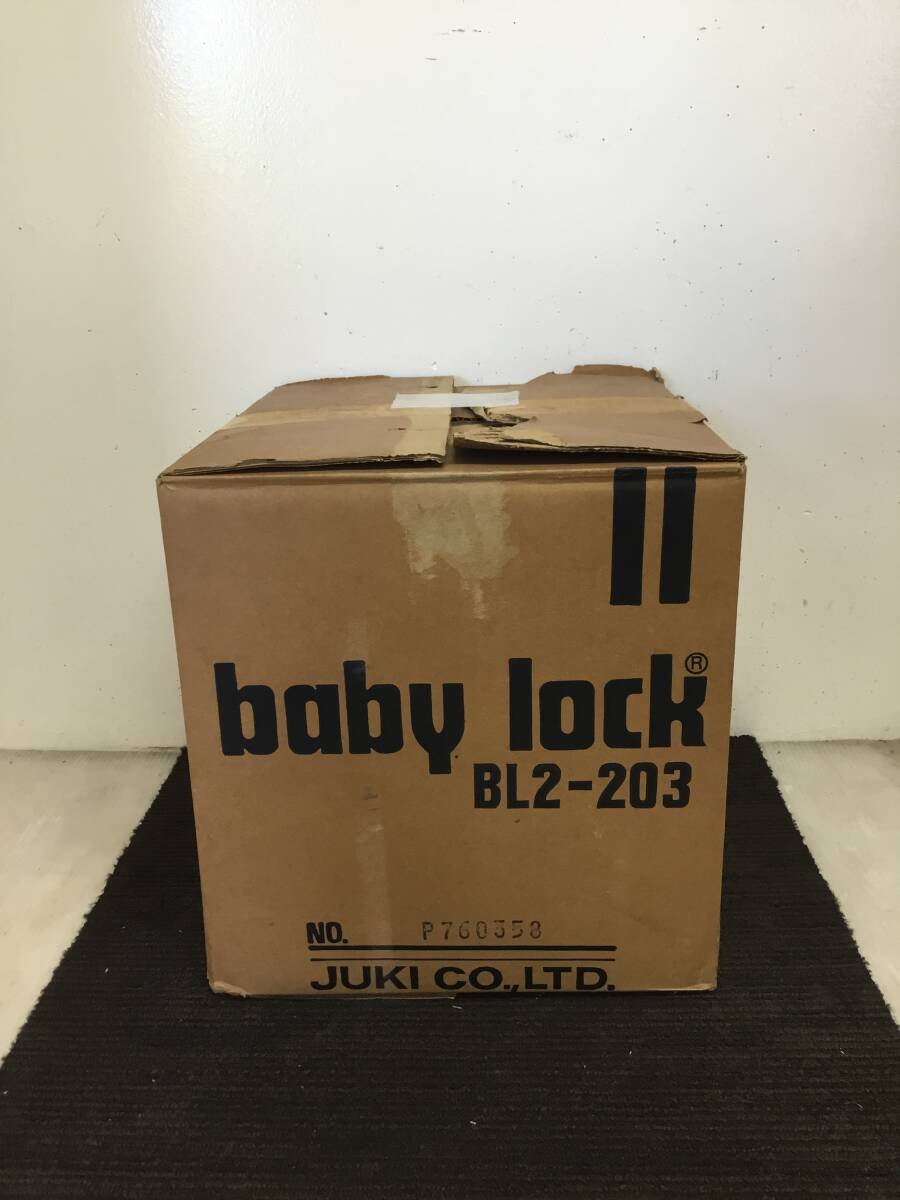 baby lock®
BL2-203
NO. P760358
JUKI CO.,LTD.